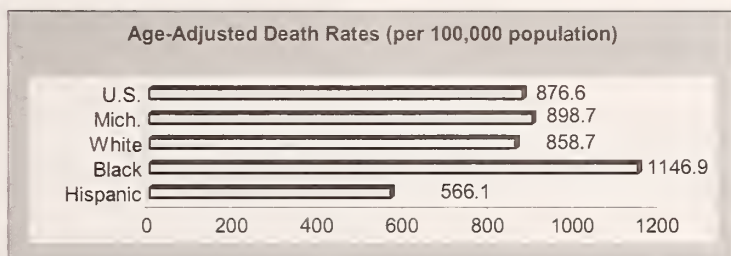 Age-Adjusted Death Rates (per 100,000 population)
U.S. 876.6
Mich. 898.7
White 858.7
Black 1146.9
Hispanic 566.1
0 200 400 600 800 1000 1200